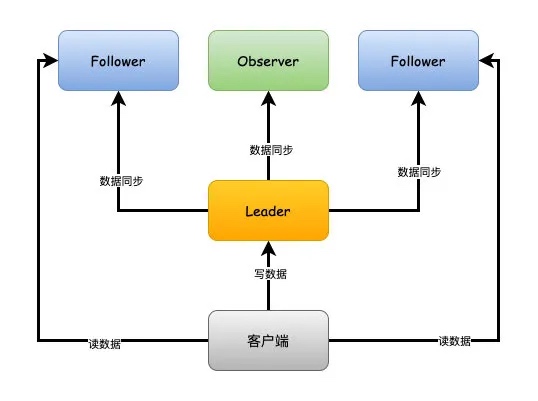 Follower
Observer
Follower
数据同步
数据同步
数据同步
Leader
写数据
读数据
客户端
读数据